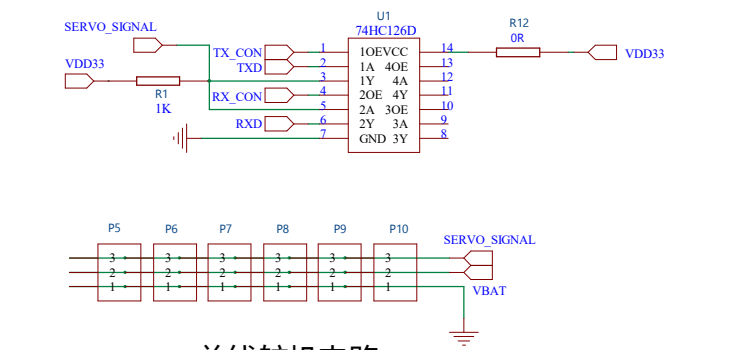 U1
74HC126D
SERVO_SIGNAL
R12
0R
VDD33
VDD33
R1
1K
TX_CON 1 1OE VCC 14
TXD 2 1A 4OE 13
3 1Y 4A 12
RX_CON 4 2OE 4Y 11
5 2A 3OE 10
RXD 6 2Y 3A 9
7 GND 3Y 8
P5 P6 P7 P8 P9 P10
SERVO_SIGNAL
3 3 3 3 3 3
2 2 2 2 2 2
1 1 1 1 1 1
VBAT